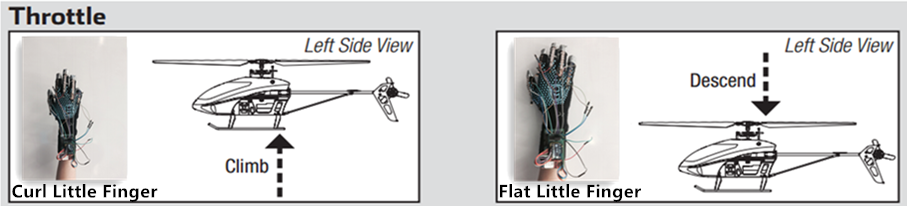 Throttle
Left Side View
Climb
Curl Little Finger
Left Side View
Descend
Flat Little Finger